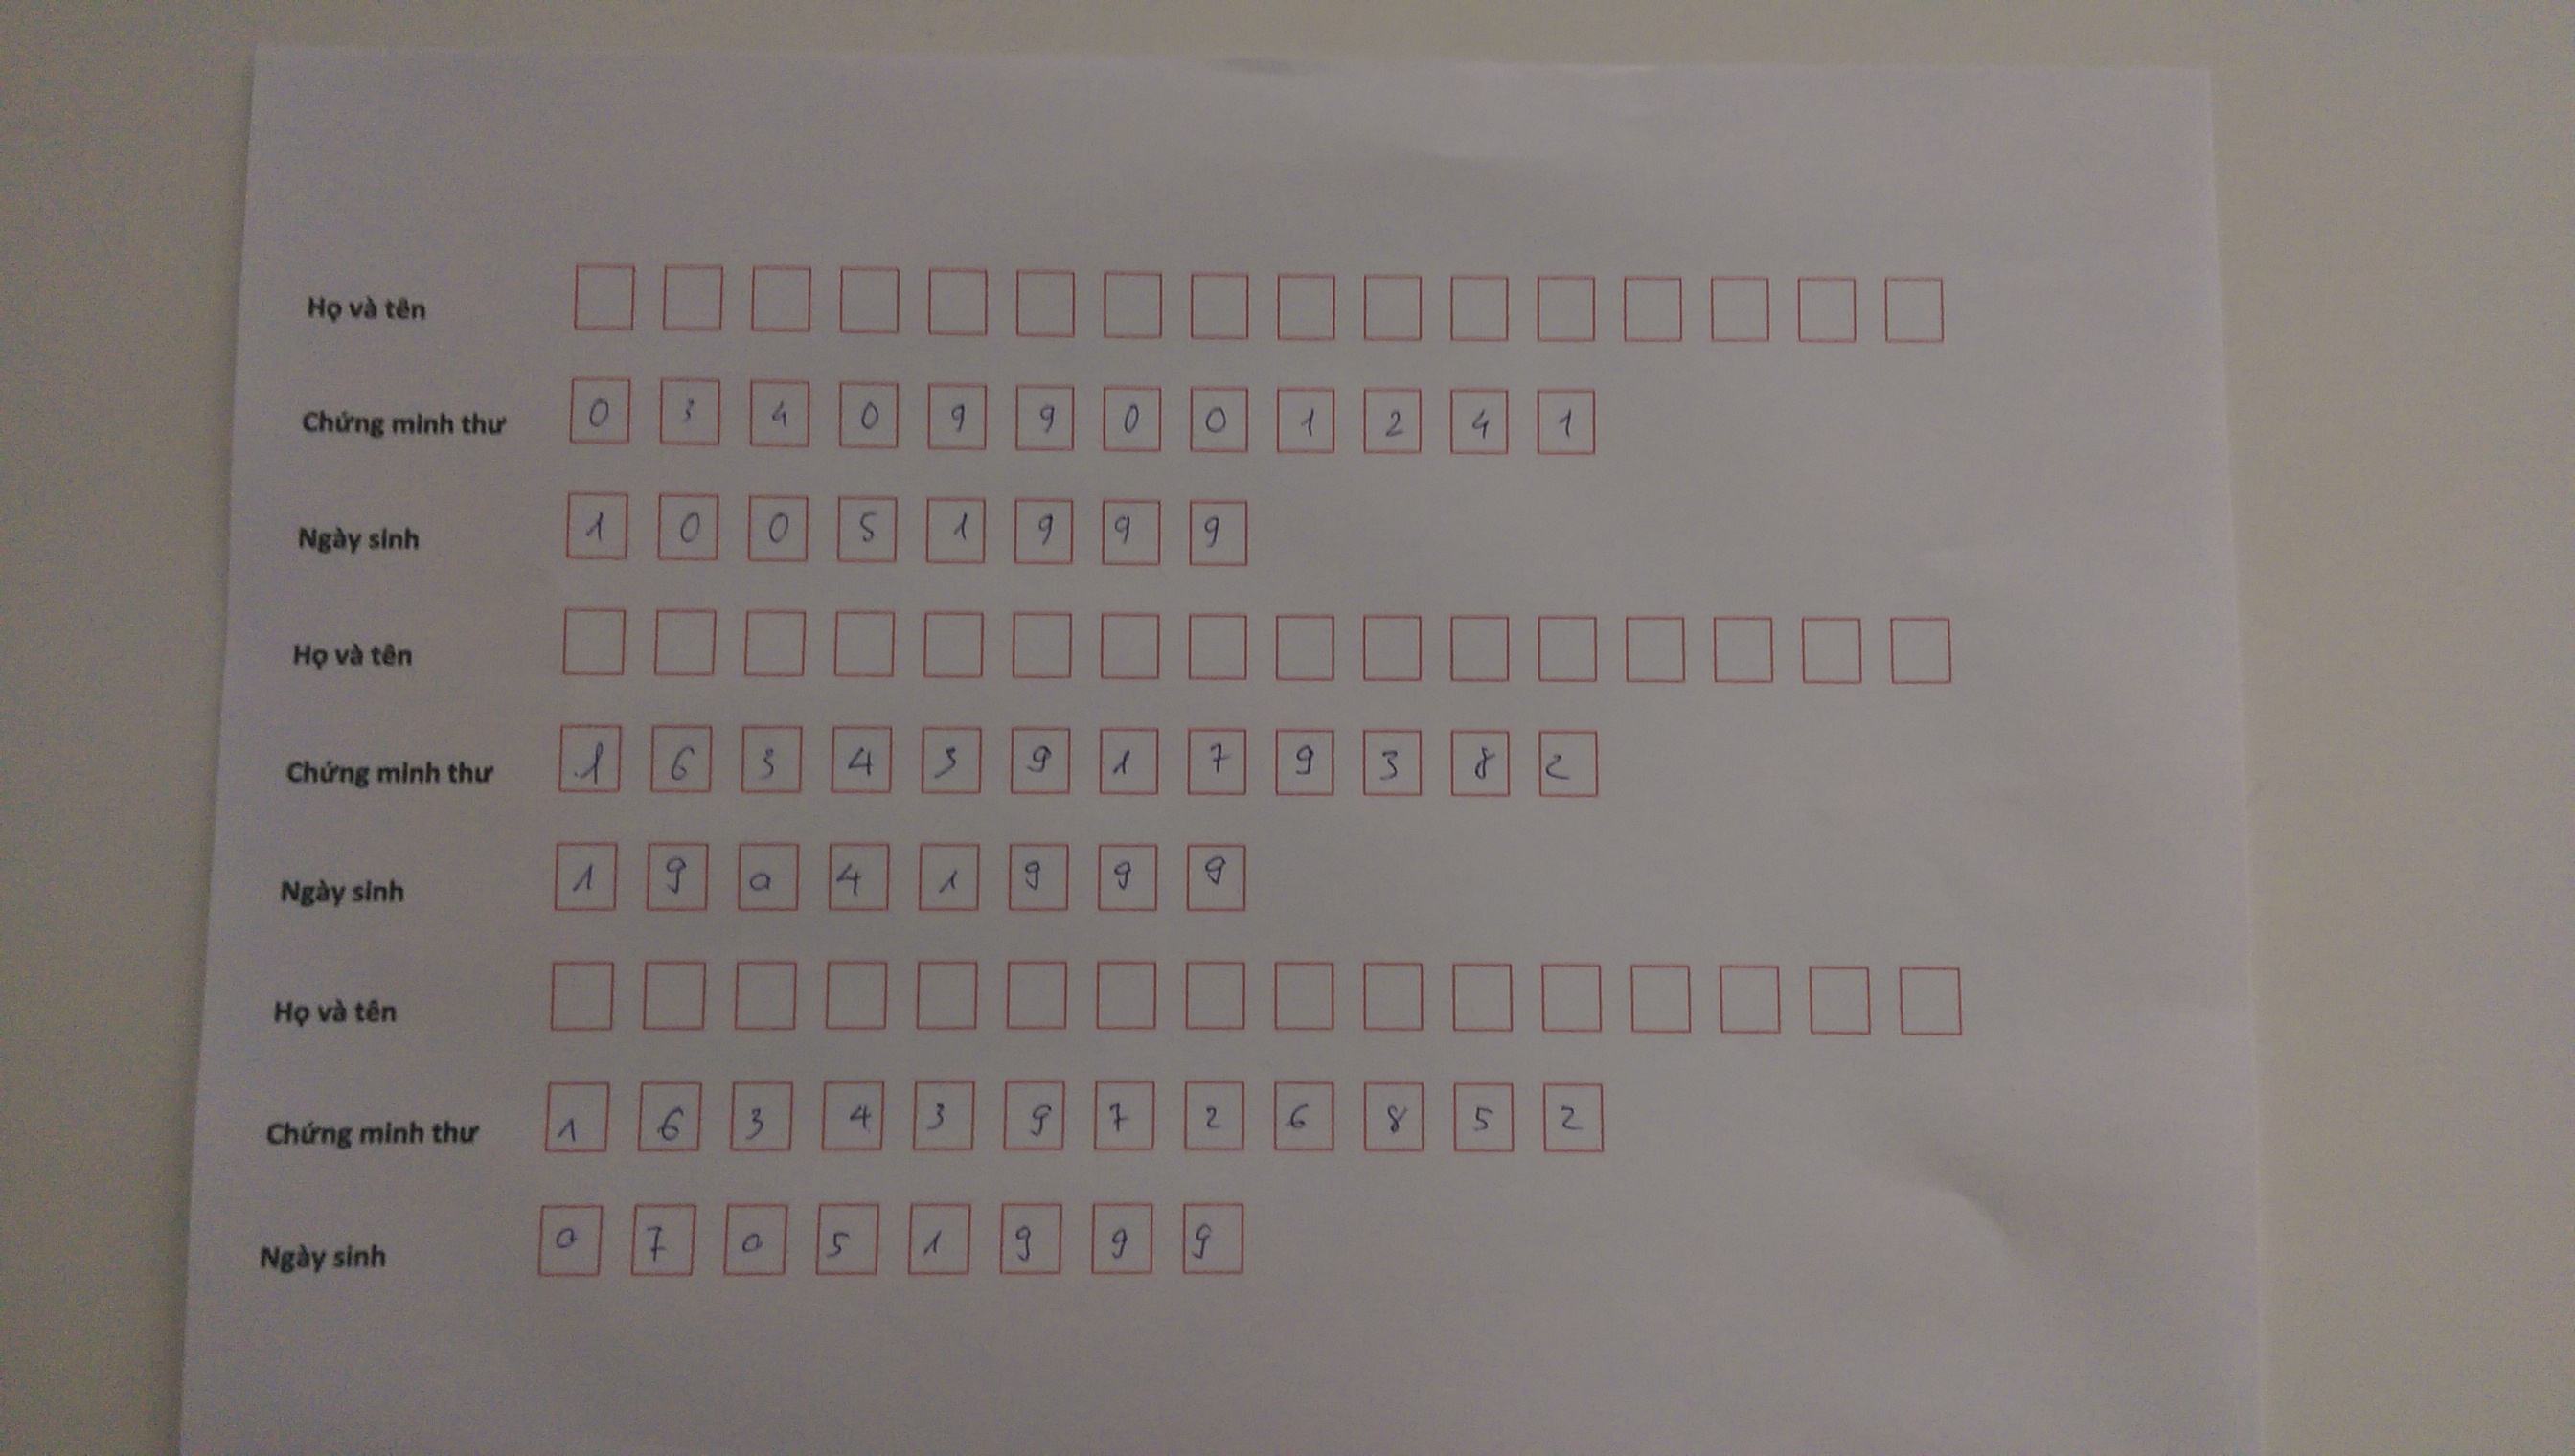 Họ và tên
Chứng minh thư 0 3 4 0 9 9 0 0 1 2 4 1
Ngày sinh 1 0 0 5 1 9 9 9
Họ và tên
Chứng minh thư 1 6 3 4 3 9 1 7 9 3 8 2
Ngày sinh 1 9 0 4 1 9 9 9
Họ và tên
Chứng minh thư 1 6 3 4 3 9 7 2 6 8 5 2
Ngày sinh 0 7 0 5 1 9 9 9